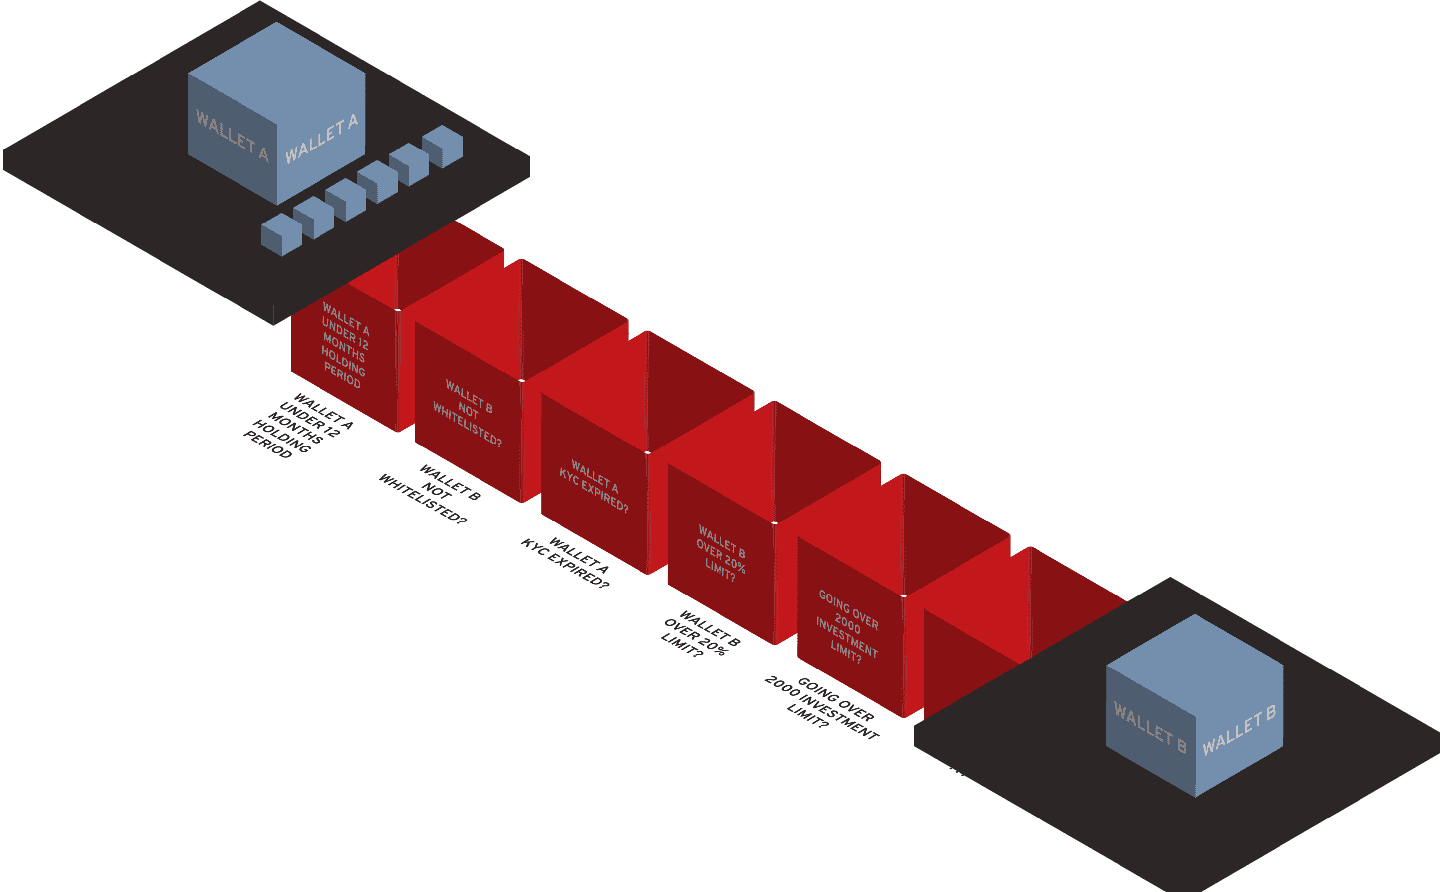 WALLET A
WALLET A
WALLET A
UNDER 12
MONTHS
HOLDING
PERIOD
WALLET A
UNDER 12
MONTHS
HOLDING
PERIOD
WALLET B
NOT
WHITELISTED?
WALLET B
NOT
WHITELISTED?
WALLET A
KYC EXPIRED?
WALLET A
KYC EXPIRED?
WALLET B
OVER 20%
LIMIT?
WALLET B
OVER 20%
LIMIT?
GOING OVER
2000
INVESTMENT
LIMIT?
GOING OVER
2000 INVESTMENT
LIMIT?
WALLET B
WALLET B